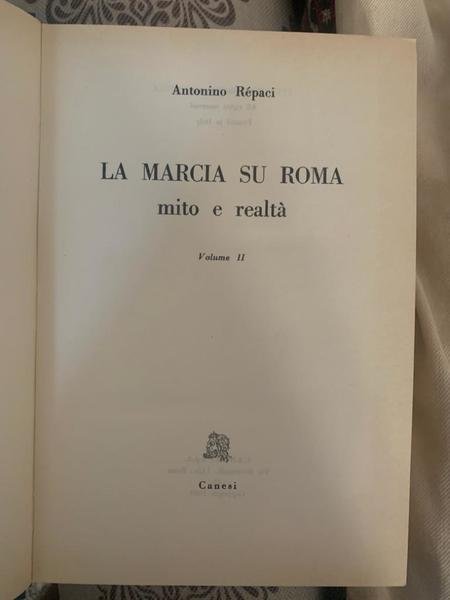 Antonino Répaci
LA MARCIA SU ROMA
mito e realtà
Volume II
Canesi